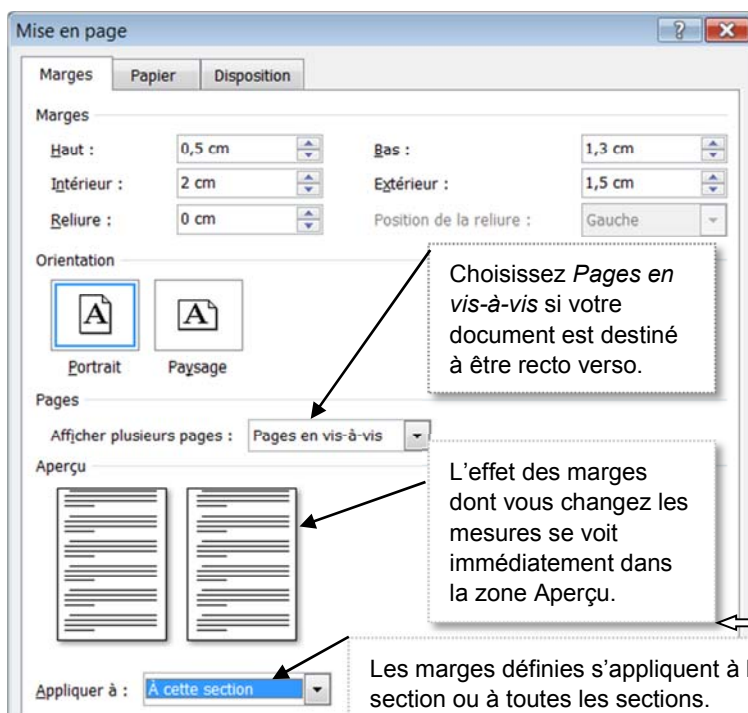 Mise en page
Marges Papier Disposition
Marges
Haut : 0,5 cm Bas : 1,3 cm
Intérieur : 2 cm Extérieur : 1,5 cm
Reliure : 0 cm Position de la reliure : Gauche
Orientation
A A
Portrait Paysage
Choisissez Pages en
vis-à-vis si votre
document est destiné
à être recto verso.
Pages
Afficher plusieurs pages : Pages en vis-à-vis
Aperçu
L’effet des marges
dont vous changez les
mesures se voit
immédiatement dans
la zone Aperçu.
Appliquer à : À cette section
Les marges définies s’appliquent à
section ou à toutes les sections.